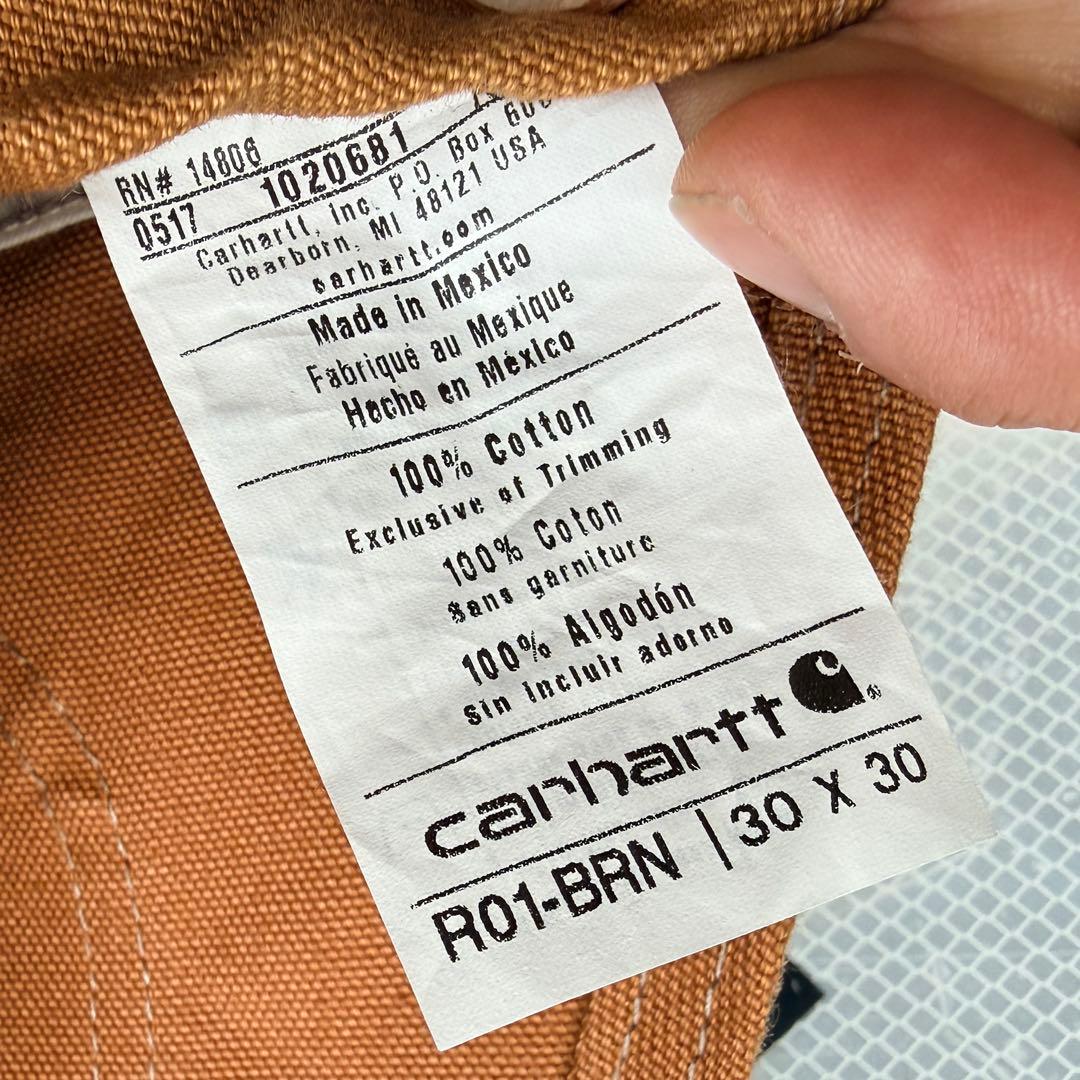 RN# 14806
0517 1020681
Carhartt, Inc. P.O. Box 600
Dearborn, MI 48121 USA
carhartt.com
Made in Mexico
Fabriqué au Mexique
Hecho en México
100% Cotton
Exclusive of Trimming
100% Coton
Sans garniture
100% Algodón
Sin incluir adorno
carhartt
R01-BRN | 30 X 30